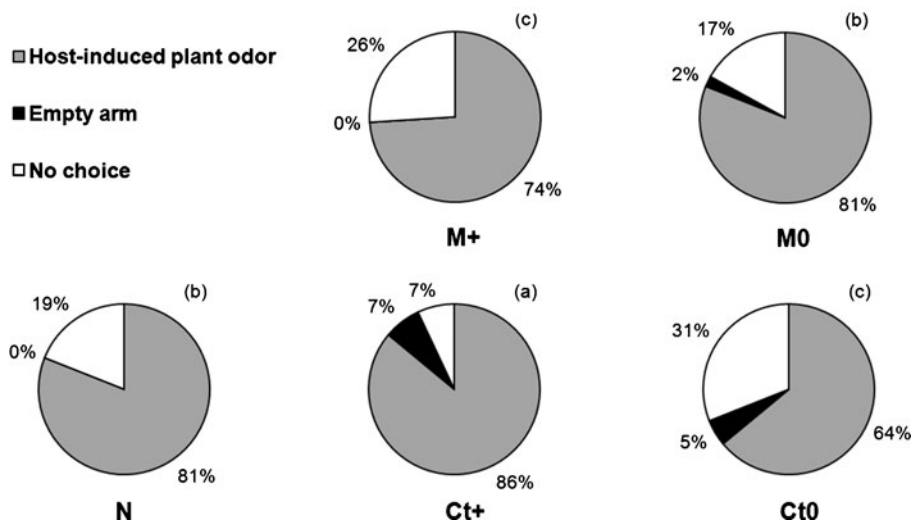 Host-induced plant odor
Empty arm
No choice
(c)
26%
0%
74%
M+
(b)
17%
2%
81%
M0
(b)
19%
0%
81%
N
(a)
7%
7%
86%
Ct+
(c)
31%
5%
64%
Ct0